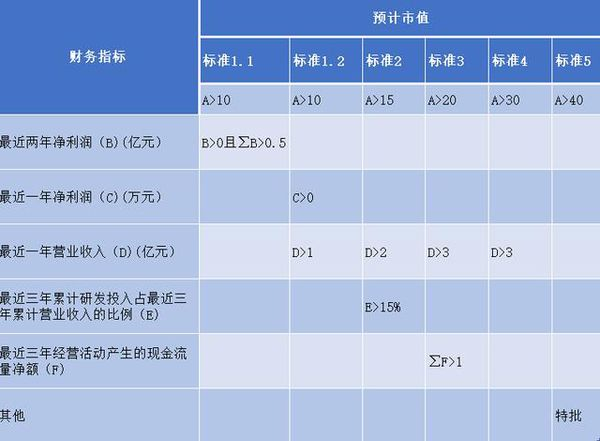 财务指标
预计市值
标准1.1 标准1.2 标准2 标准3 标准4 标准5
A>10 A>10 A>15 A>20 A>30 A>40
最近两年净利润（B)(亿元） B>0且∑B>0.5
最近一年净利润（C)(万元） C>0
最近一年营业收入（D)(亿元） D>1 D>2 D>3 D>3
最近三年累计研发投入占最近三
年累计营业收入的比例（E） E>15%
最近三年经营活动产生的现金流
量净额（F） ∑F>1
其他 特批